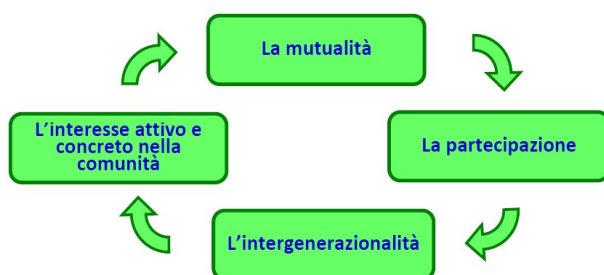 La mutualità
La partecipazione
L'intergenerazionalità
L'interesse attivo e
concreto nella
comunità